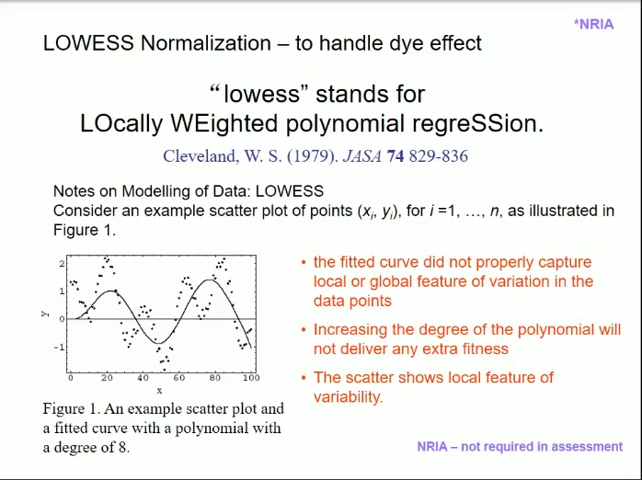 *NRIA
LOWESS Normalization – to handle dye effect
“lowess” stands for
LOcally WEighted polynomial regreSSion.
Cleveland, W. S. (1979). JASA 74 829-836
Notes on Modelling of Data: LOWESS
Consider an example scatter plot of points (xi, yi), for i =1, …, n, as illustrated in
Figure 1.
2
1
0
-1
y
0 20 40 60 80 100
x
Figure 1. An example scatter plot and
a fitted curve with a polynomial with
a degree of 8.
• the fitted curve did not properly capture
local or global feature of variation in the
data points
• Increasing the degree of the polynomial will
not deliver any extra fitness
• The scatter shows local feature of
variability.
NRIA – not required in assessment